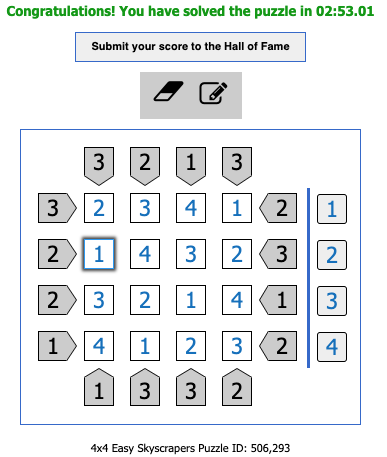 Congratulations! You have solved the puzzle in 02:53.01
Submit your score to the Hall of Fame
3 2 1 3
3 2 3 4 1 2 1
2 1 4 3 2 3 2
2 3 2 1 4 1 3
1 4 1 2 3 2 4
1 3 3 2
4x4 Easy Skyscrapers Puzzle ID: 506,293